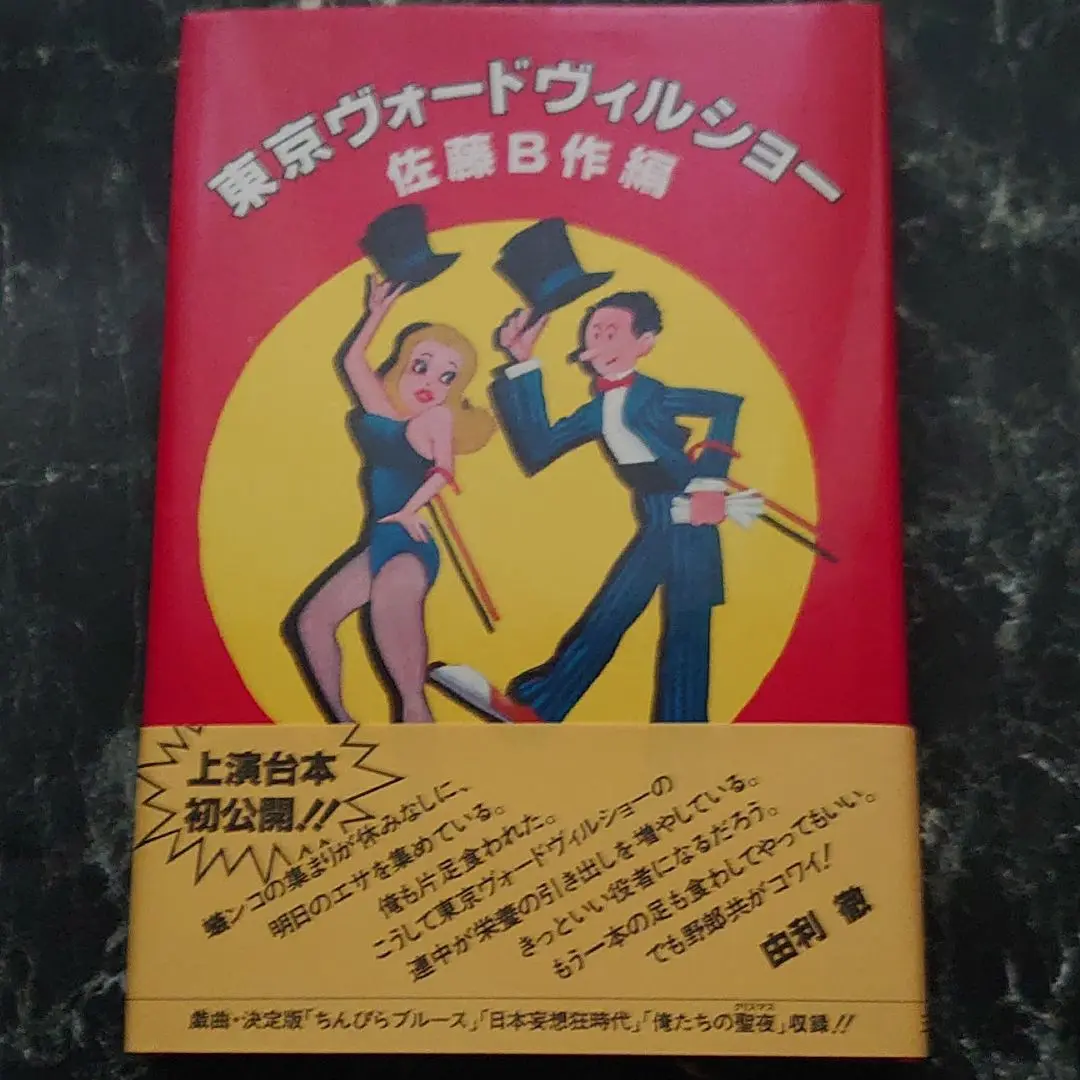 東京ヴォードヴィルショー
佐藤B作編
上演台本
初公開!!
蟻ンコの集まりが休みなしに、
明日のエサを集めている。
俺も片足食われた。
こうして東京ヴォードヴィルショーの
連中が栄養の引き出しを増やしている。
きっといい役者になるだろう。
もう一本の足も食わしてやってもいい。
でも野郎共がコワイ!
由利 徹
クリスマス
戯曲・決定版「ちんぴらブルース」「日本妄想狂時代」「俺たちの聖夜」収録!!